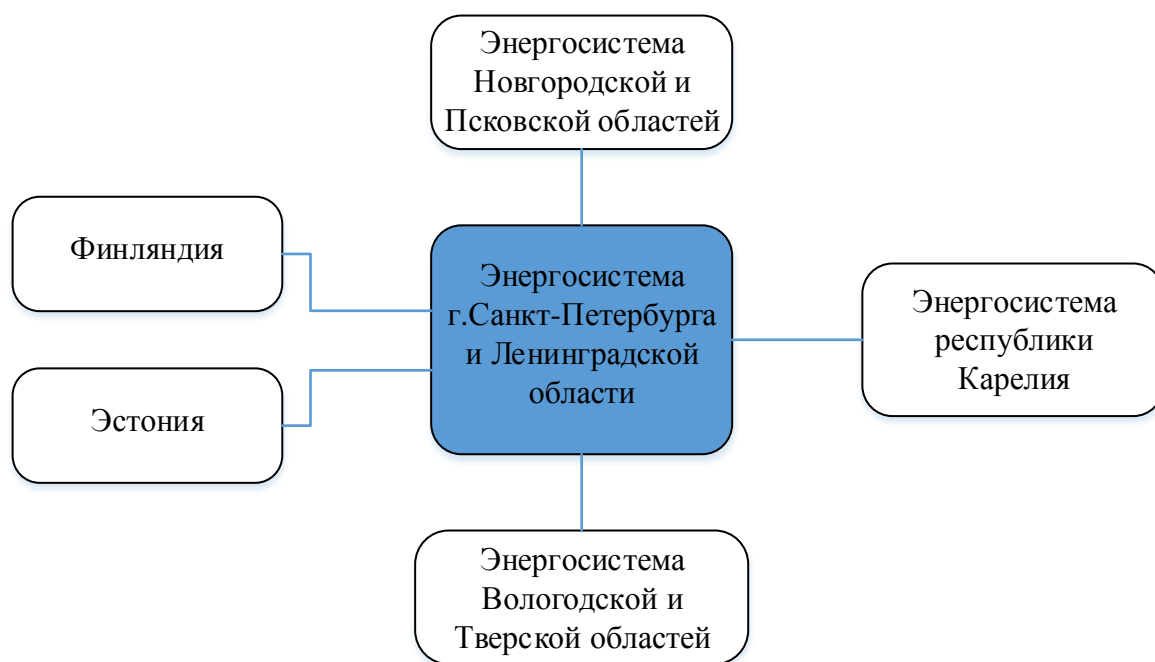 Энергосистема
Новгородской и
Псковской областей
Финляндия
Энергосистема
г.Санкт-Петербурга
и Ленинградской
области
Энергосистема
республики
Карелия
Эстония
Энергосистема
Вологодской и
Тверской областей